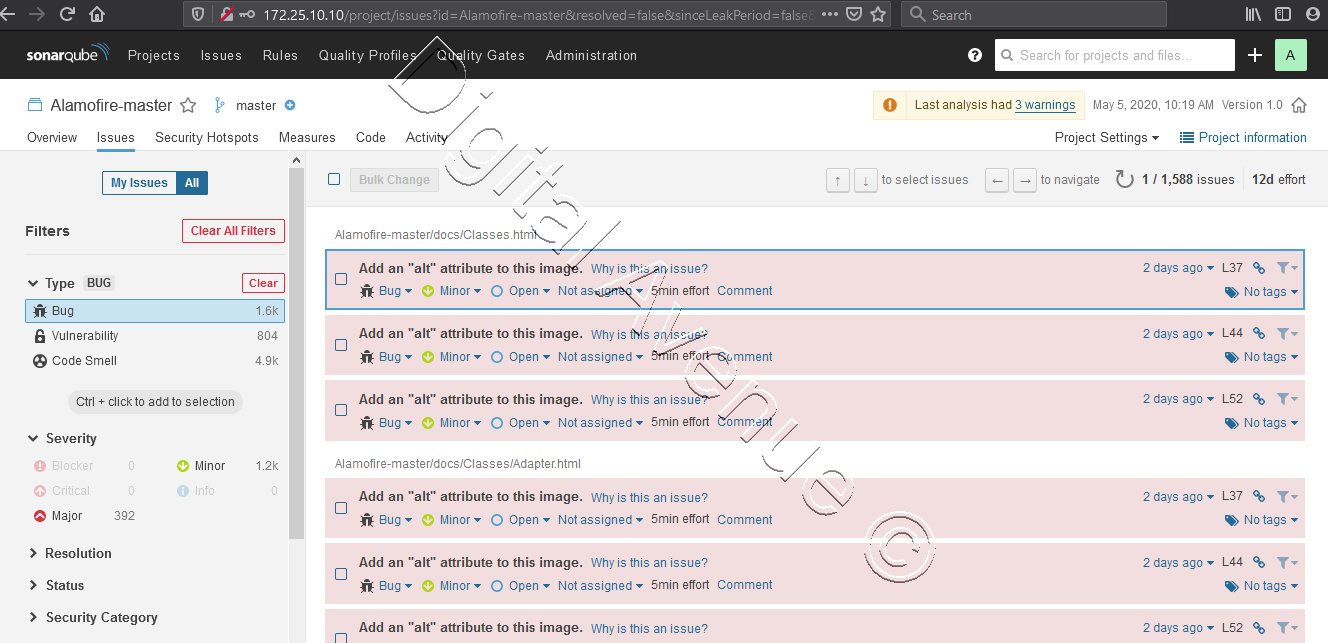 172.25.10.10/project/issues?id=Alamofire-master&resolved=false&sinceLeakPeriod=false&
Search
sonarqube Projects Issues Rules Quality Profiles Quality Gates Administration
? Search for projects and files... + A
Alamofire-master master
Last analysis had 3 warnings May 5, 2020, 10:19 AM Version 1.0
Overview Issues Security Hotspots Measures Code Activity
Project Settings Project information
My Issues All
Bulk Change ↑ ↓ to select issues ← → to navigate 1 / 1,588 issues 12d effort
Filters Clear All Filters
Type BUG Clear
Bug 1.6k
Vulnerability 804
Code Smell 4.9k
Ctrl + click to add to selection
Severity
Blocker 0 Minor 1.2k
Critical 0 Info 0
Major 392
Resolution
Status
Security Category
Alamofire-master/docs/Classes.html
Add an "alt" attribute to this image. Why is this an issue? 2 days ago L37
Bug Minor Open Not assigned 5min effort Comment No tags
Add an "alt" attribute to this image. Why is this an issue? 2 days ago L44
Bug Minor Open Not assigned 5min effort Comment No tags
Add an "alt" attribute to this image. Why is this an issue? 2 days ago L52
Bug Minor Open Not assigned 5min effort Comment No tags
Alamofire-master/docs/Classes/Adapter.html
Add an "alt" attribute to this image. Why is this an issue? 2 days ago L37
Bug Minor Open Not assigned 5min effort Comment No tags
Add an "alt" attribute to this image. Why is this an issue? 2 days ago L44
Bug Minor Open Not assigned 5min effort Comment No tags
Add an "alt" attribute to this image. Why is this an issue? 2 days ago L52
Digital Avenue ©